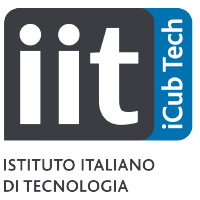 iit
iCub Tech
ISTITUTO ITALIANO
DI TECNOLOGIA